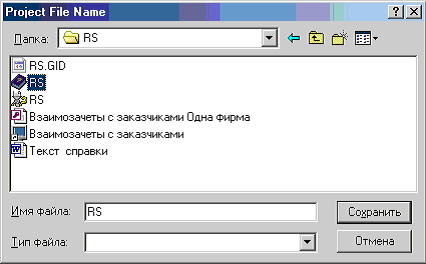 Project File Name
Папка: RS
RS.GID
RS
RS
Взаимозачеты с заказчиками Одна фирма
Взаимозачеты с заказчиками
Текст справки
Имя файла: RS Сохранить
Тип файла: Отмена